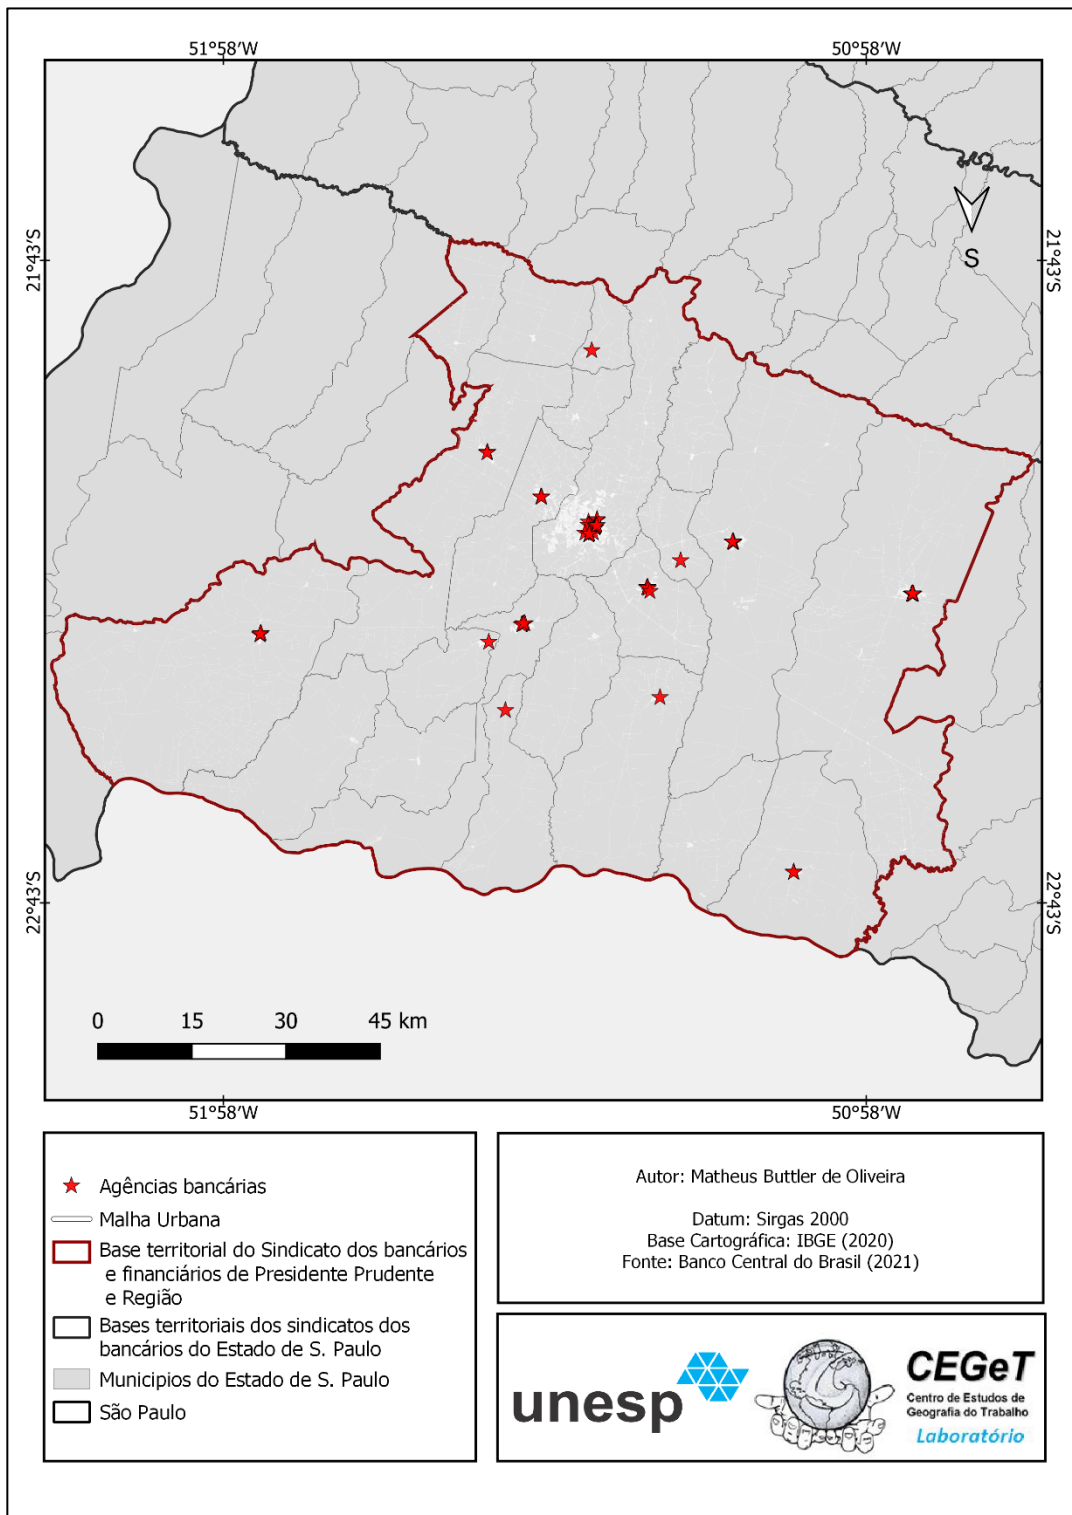 51°58'W
50°58'W
21°43'S
21°43'S
S
22°43'S
22°43'S
0 15 30 45 km
51°58'W
50°58'W
Agências bancárias
Malha Urbana
Base territorial do Sindicato dos bancários
e financiários de Presidente Prudente
e Região
Bases territoriais dos sindicatos dos
bancários do Estado de S. Paulo
Municipios do Estado de S. Paulo
São Paulo
Autor: Matheus Buttler de Oliveira
Datum: Sirgas 2000
Base Cartográfica: IBGE (2020)
Fonte: Banco Central do Brasil (2021)
unesp
CEGeT
Centro de Estudos de
Geografia do Trabalho
Laboratório